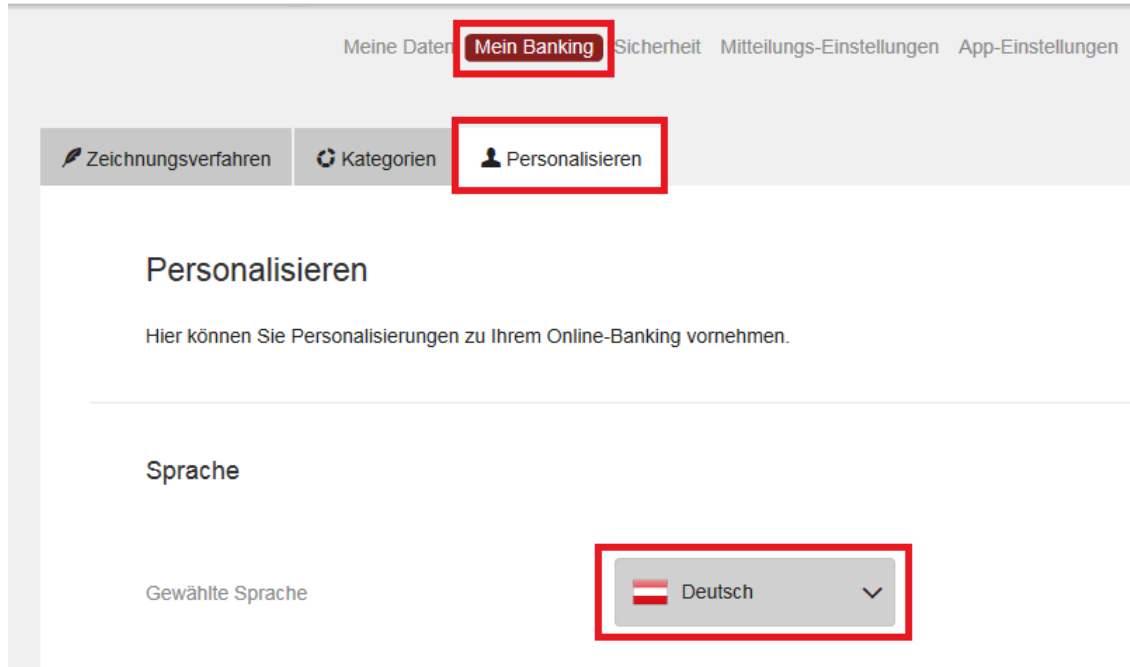 Meine Daten Mein Banking Sicherheit Mitteilungs-Einstellungen App-Einstellungen
Zeichnungsverfahren Kategorien Personalisieren
Personalisieren
Hier können Sie Personalisierungen zu Ihrem Online-Banking vornehmen.
Sprache
Gewählte Sprache Deutsch